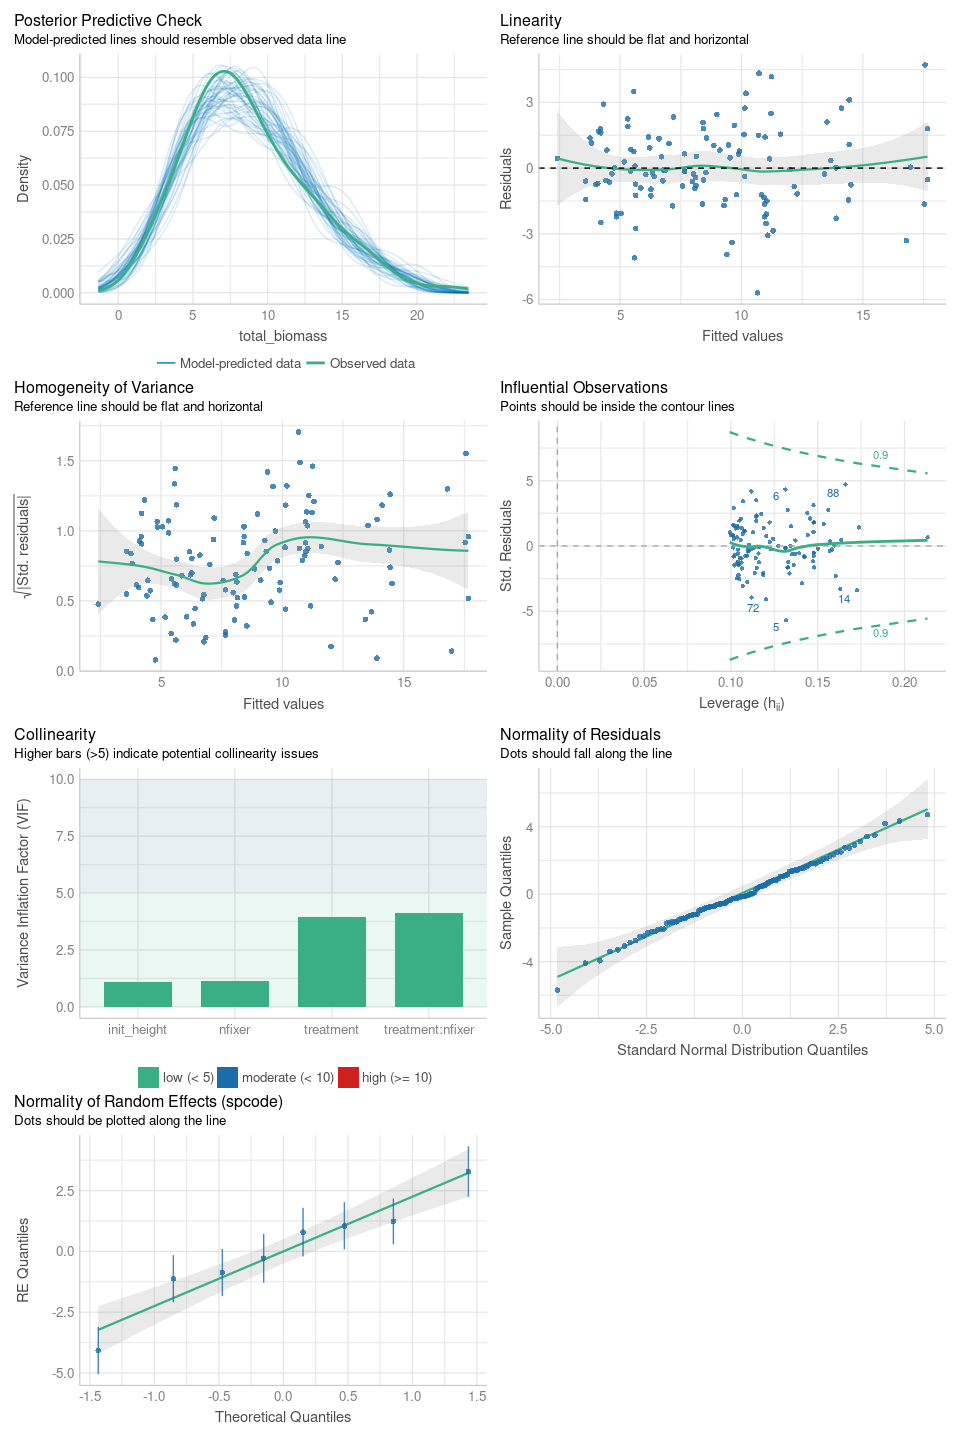 Posterior Predictive Check
Model-predicted lines should resemble observed data line
Density
0.100
0.075
0.050
0.025
0.000
0
5
10
15
20
total_biomass
Model-predicted data
Observed data
Linearity
Reference line should be flat and horizontal
Residuals
3
0
-3
-6
5
10
15
Fitted values
Homogeneity of Variance
Reference line should be flat and horizontal
√|Std. residuals|
1.5
1.0
0.5
0.0
5
10
15
Fitted values
Influential Observations
Points should be inside the contour lines
Std. Residuals
5
0
-5
0.9
6
88
72
14
5
0.9
0.00
0.05
0.10
0.15
0.20
Leverage (hii)
Collinearity
Higher bars (>5) indicate potential collinearity issues
Variance Inflation Factor (VIF)
10.0
7.5
5.0
2.5
0.0
init_height
nfixer
treatment
treatment:nfixer
low (< 5)
moderate (< 10)
high (>= 10)
Normality of Residuals
Dots should fall along the line
Sample Quantiles
4
0
-4
-5.0
-2.5
0.0
2.5
5.0
Standard Normal Distribution Quantiles
Normality of Random Effects (spcode)
Dots should be plotted along the line
RE Quantiles
2.5
0.0
-2.5
-5.0
-1.5
-1.0
-0.5
0.0
0.5
1.0
1.5
Theoretical Quantiles